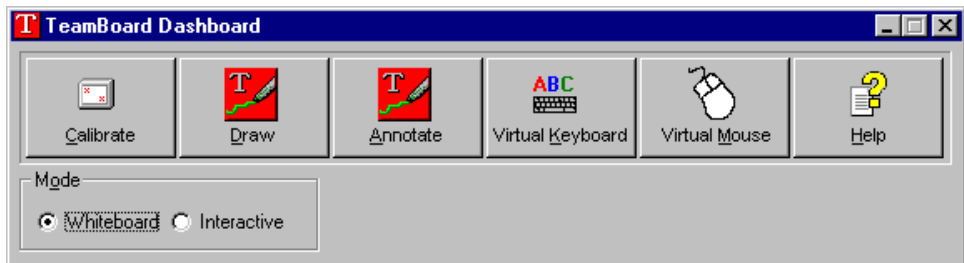 T TeamBoard Dashboard
ABC
T T
Calibrate Draw Annotate Virtual Keyboard Virtual Mouse Help
Mode
Whiteboard Interactive